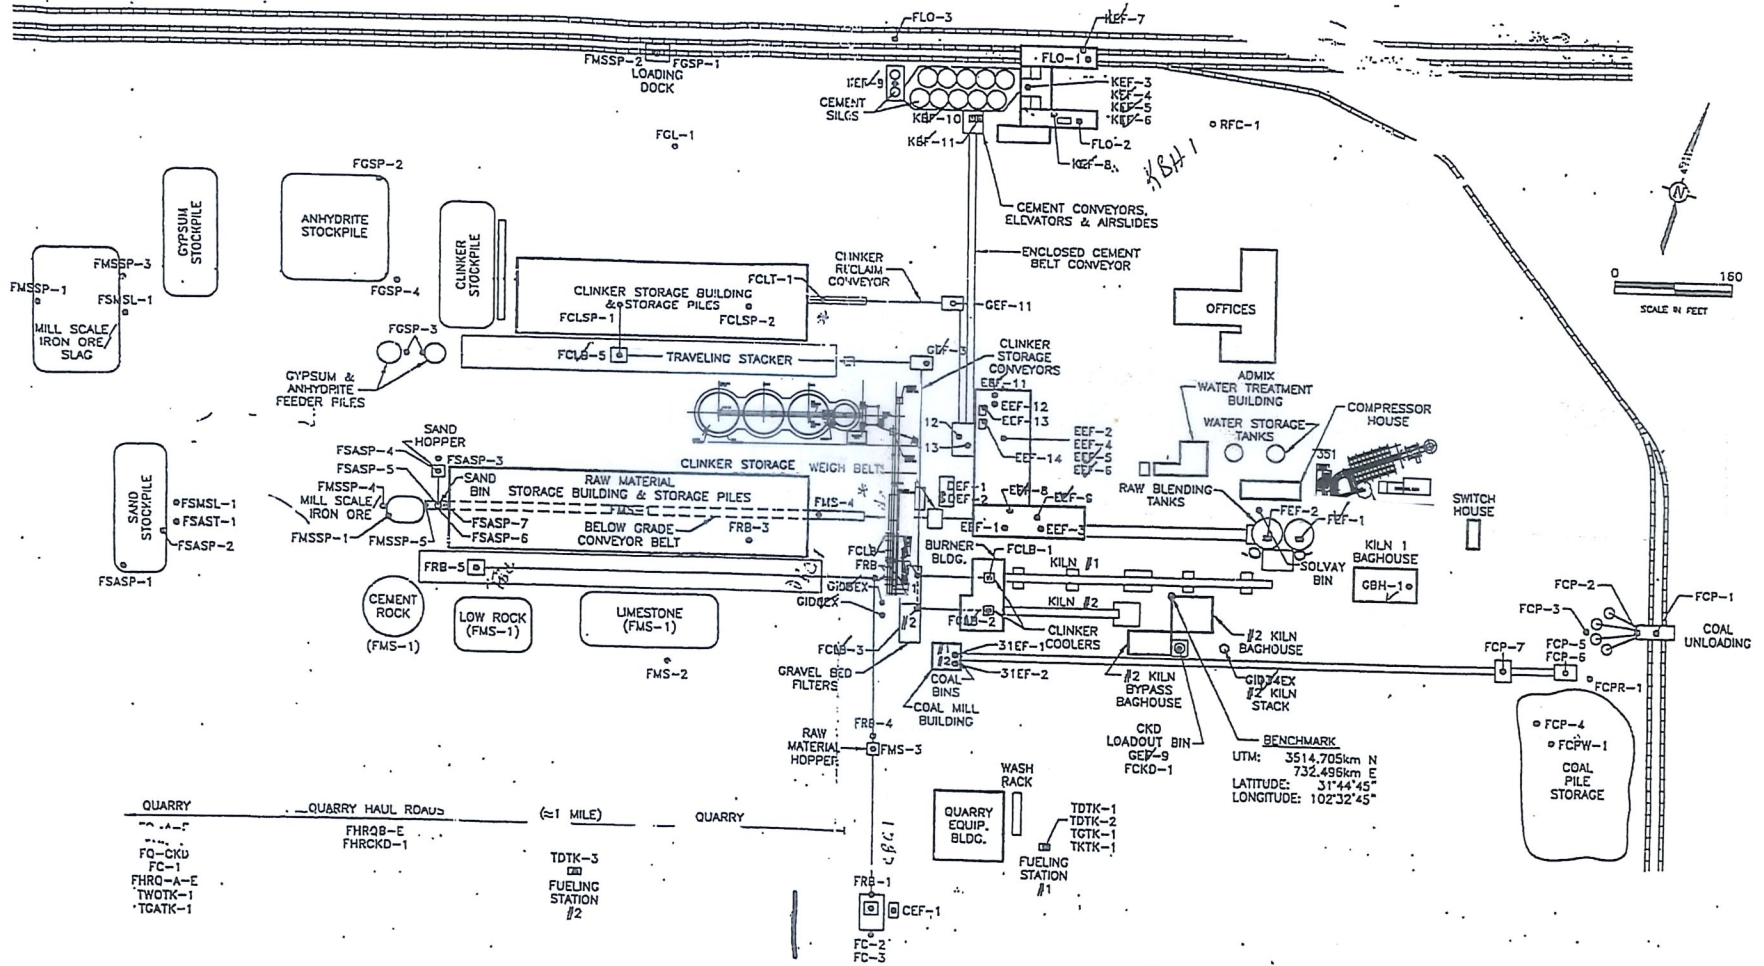 FLO-3
KEF-7
FMSSP-2
FGSP-1
LOADING
DOCK
FLO-1
KEF-9
CEMENT
SILOS
KEF-3
KEF-4
KEF-5
KEF-6
KEF-10
KEF-11
FLO-2
KEF-8
RFC-1
KBH-1
FGL-1
FGSP-2
N
GYPSUM
STOCKPILE
ANHYDRITE
STOCKPILE
CLINKER
STOCKPILE
CEMENT CONVEYORS,
ELEVATORS & AIRSLIDES
ENCLOSED CEMENT
BELT CONVEYOR
FMSSP-3
FMSSP-1
FSMSL-1
MILL SCALE/
IRON ORE/
SLAG
FGSP-4
CLINKER
RECLAIM
CONVEYOR
FCLT-1
CLINKER STORAGE BUILDING
& STORAGE PILES
FCLSP-1
FCLSP-2
GEF-11
OFFICES
0 160
SCALE IN FEET
FGSP-3
FCLB-5
TRAVELING STACKER
GEF-3
CLINKER
STORAGE
CONVEYORS
GYPSUM &
ANHYDRITE
FEEDER PILES
ADMIX
WATER TREATMENT
BUILDING
EEF-11
EEF-12
EEF-13
EEF-14
12
13
EEF-2
EEF-4
EEF-5
EEF-6
WATER STORAGE
TANKS
COMPRESSOR
HOUSE
351
SAND
HOPPER
FSASP-4
FSASP-3
FSASP-5
SAND
BIN
CLINKER STORAGE WEIGH BELTS
SAND
STOCKPILE
FSMSL-1
FSAST-1
FSASP-2
FSASP-1
FMSSP-4
MILL SCALE/
IRON ORE
FMSSP-1
FMSSP-5
FSASP-7
FSASP-6
RAW MATERIAL
STORAGE BUILDING & STORAGE PILES
BELOW GRADE
CONVEYOR BELT
FRB-3
FMS-4
EEF-8
EEF-1
EEF-3
RAW BLENDING
TANKS
FEF-2
FEF-1
SWITCH
HOUSE
FRB-5
FCLB
FRB
BURNER
BLDG.
FCLB-1
KILN #1
SOLVAY
BIN
KILN 1
BAGHOUSE
GBH-1
CEMENT
ROCK
(FMS-1)
LOW ROCK
(FMS-1)
LIMESTONE
(FMS-1)
FMS-2
KILN #2
#2
CLINKER
COOLERS
#2 KILN
BAGHOUSE
FCP-2
FCP-3
FCP-1
COAL
UNLOADING
FCP-5
FCP-6
FCP-7
FCPR-1
FCLB-3
GRAVEL BED
FILTERS
#1
#2
31EF-1
31EF-2
COAL
BINS
COAL MILL
BUILDING
#2 KILN
BYPASS
BAGHOUSE
#2 KILN
STACK
FCP-4
FCPW-1
COAL
PILE
STORAGE
FRB-4
RAW
MATERIAL
HOPPER
FMS-3
CKD
LOADOUT BIN
GEF-9
FCKD-1
BENCHMARK
UTM: 3514.705km N
732.496km E
LATITUDE: 31°44'45"
LONGITUDE: 102°32'45"
WASH
RACK
QUARRY
EQUIP.
BLDG.
TDTK-1
TDTK-2
TGTK-1
TKTK-1
FUELING
STATION
#1
QUARRY
QUARRY HAUL ROADS
(≈1 MILE)
QUARRY
FHRQB-E
FHRCKD-1
FQ-CKD
FC-1
FHRQ-A-E
TWOTK-1
TGATK-1
TDTK-3
FUELING
STATION
#2
FRB-1
CEF-1
FC-2
FC-3